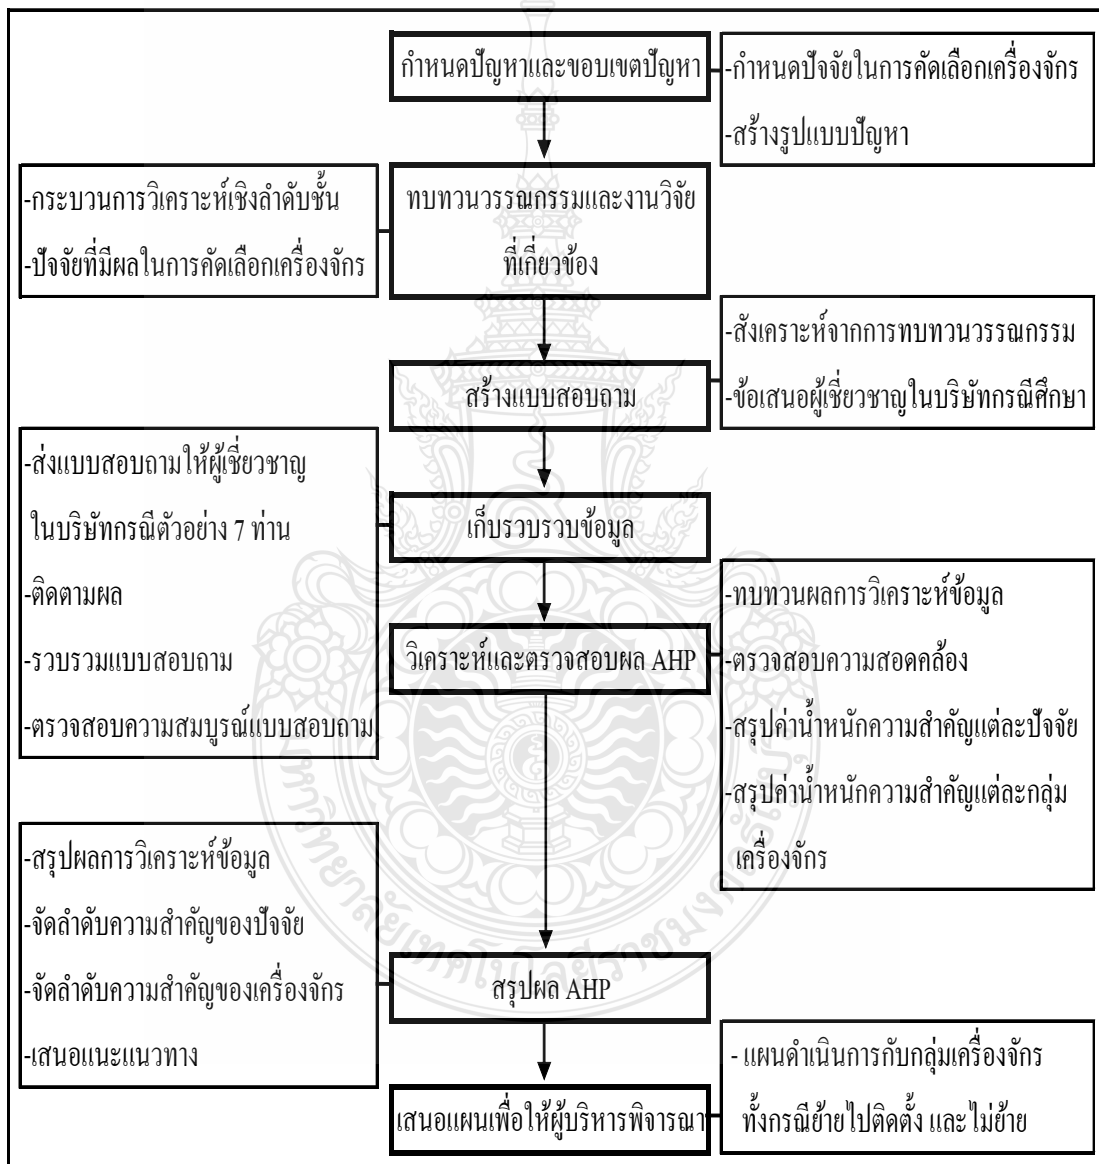 กำหนดปัญหาและขอบเขตปัญหา
-กำหนดปัจจัยในการคัดเลือกเครื่องจักร
-สร้างรูปแบบปัญหา
-กระบวนการวิเคราะห์เชิงลำดับชั้น
-ปัจจัยที่มีผลในการคัดเลือกเครื่องจักร
ทบทวนวรรณกรรมและงานวิจัย
ที่เกี่ยวข้อง
-สังเคราะห์จากการทบทวนวรรณกรรม
-ข้อเสนอผู้เชี่ยวชาญในบริษัทกรณีศึกษา
สร้างแบบสอบถาม
-ส่งแบบสอบถามให้ผู้เชี่ยวชาญ
ในบริษัทกรณีตัวอย่าง 7 ท่าน
-ติดตามผล
-รวบรวมแบบสอบถาม
-ตรวจสอบความสมบูรณ์แบบสอบถาม
เก็บรวบรวบข้อมูล
วิเคราะห์และตรวจสอบผล AHP
-ทบทวนผลการวิเคราะห์ข้อมูล
-ตรวจสอบความสอดคล้อง
-สรุปค่าน้ำหนักความสำคัญแต่ละปัจจัย
-สรุปค่าน้ำหนักความสำคัญแต่ละกลุ่ม
เครื่องจักร
-สรุปผลการวิเคราะห์ข้อมูล
-จัดลำดับความสำคัญของปัจจัย
-จัดลำดับความสำคัญของเครื่องจักร
-เสนอแนะแนวทาง
สรุปผล AHP
เสนอแผนเพื่อให้ผู้บริหารพิจารณา
- แผนดำเนินการกับกลุ่มเครื่องจักร
ทั้งกรณีย้ายไปติดตั้ง และไม่ย้าย
มหาวิทยาลัยเทคโนโลยีราชมงคลธัญบุรี